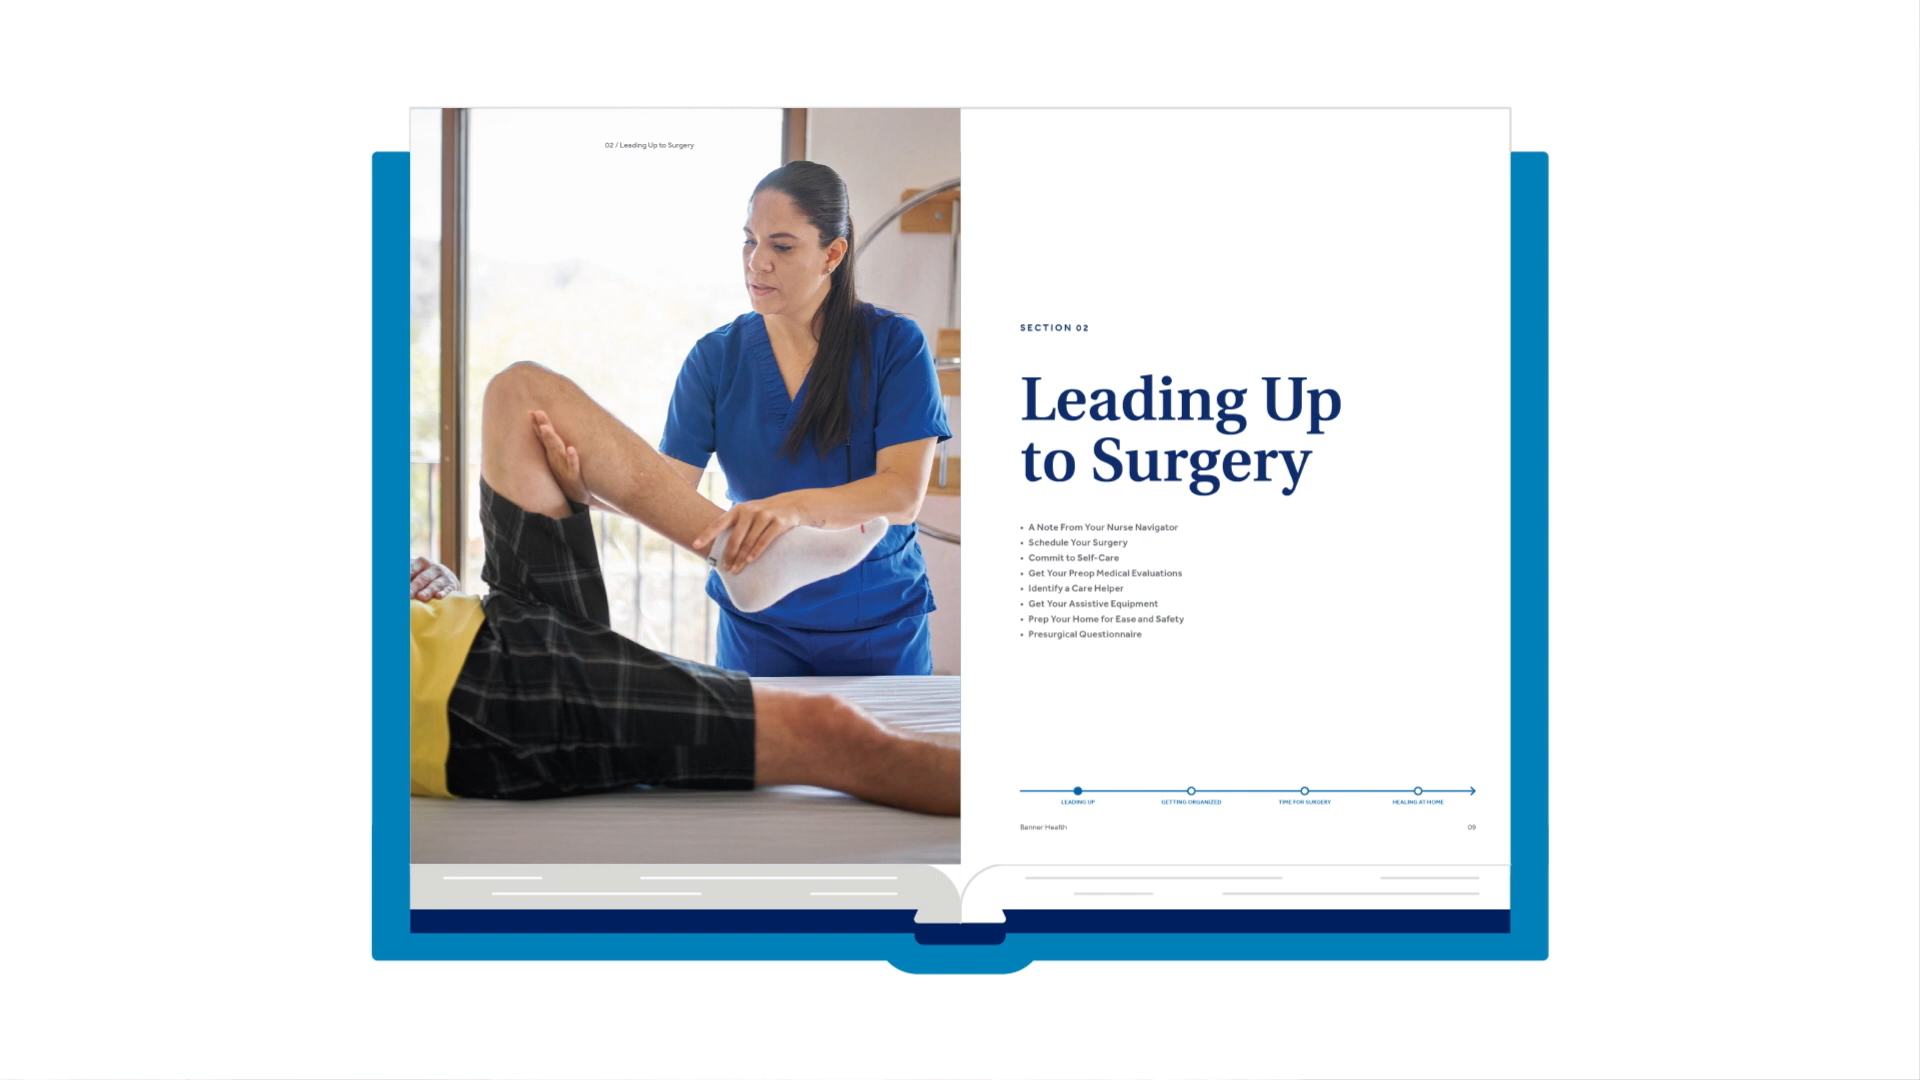 02 / Leading Up to Surgery
SECTION 02
Leading Up
to Surgery
• A Note From Your Nurse Navigator
• Schedule Your Surgery
• Commit to Self-Care
• Get Your Preop Medical Evaluations
• Identify a Care Helper
• Get Your Assistive Equipment
• Prep Your Home for Ease and Safety
• Presurgical Questionnaire
LEADING UP GETTING ORGANIZED TIME FOR SURGERY HEALING AT HOME
Banner Health 09